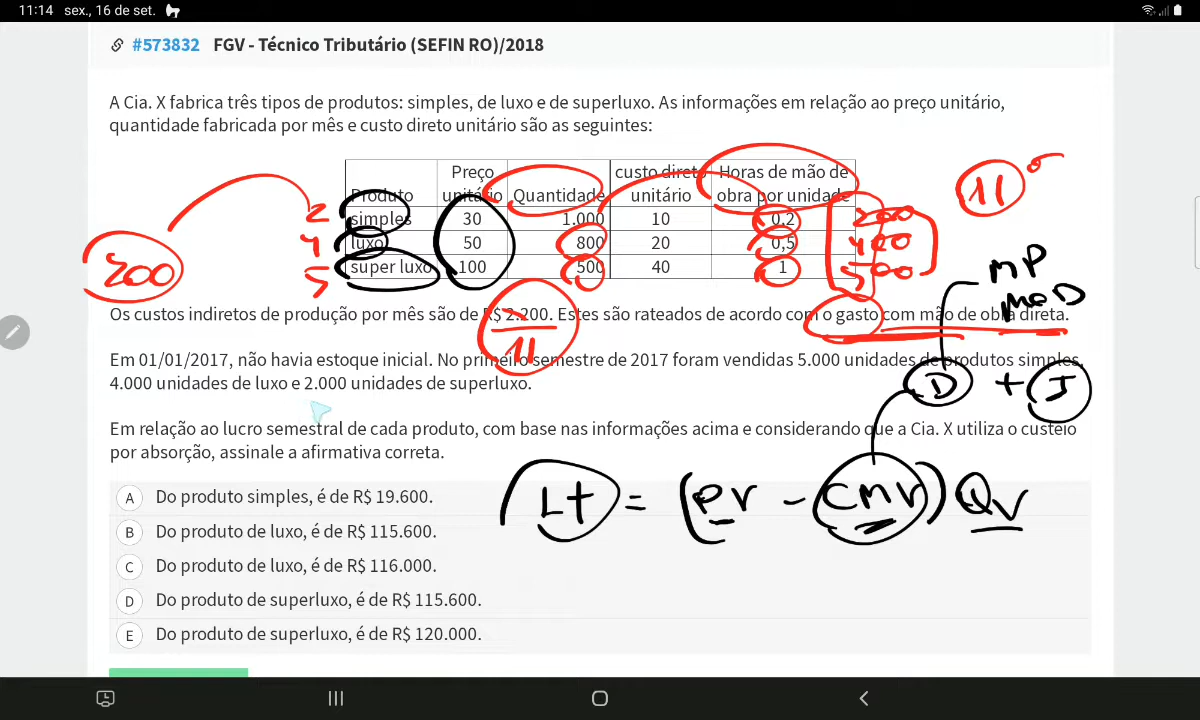 11:14 sex., 16 de set.
#573832 FGV - Técnico Tributário (SEFIN RO)/2018
A Cia. X fabrica três tipos de produtos: simples, de luxo e de superluxo. As informações em relação ao preço unitário,
quantidade fabricada por mês e custo direto unitário são as seguintes:
Produto Preço unitário Quantidade custo direto unitário Horas de mão de obra por unidade
2 simples 30 1.000 10 0,2 200
4 luxo 50 800 20 0,5 400
5 super luxo 100 500 40 1 500
200
11
MP
MOD
Os custos indiretos de produção por mês são de R$ 2.200. Estes são rateados de acordo com o gasto com mão de obra direta.
11
Em 01/01/2017, não havia estoque inicial. No primeiro semestre de 2017 foram vendidas 5.000 unidades de produtos simples,
4.000 unidades de luxo e 2.000 unidades de superluxo.
D + I
Em relação ao lucro semestral de cada produto, com base nas informações acima e considerando que a Cia. X utiliza o custeio
por absorção, assinale a afirmativa correta.
Lt = (PV - CMV) QV
A Do produto simples, é de R$ 19.600.
B Do produto de luxo, é de R$ 115.600.
C Do produto de luxo, é de R$ 116.000.
D Do produto de superluxo, é de R$ 115.600.
E Do produto de superluxo, é de R$ 120.000.